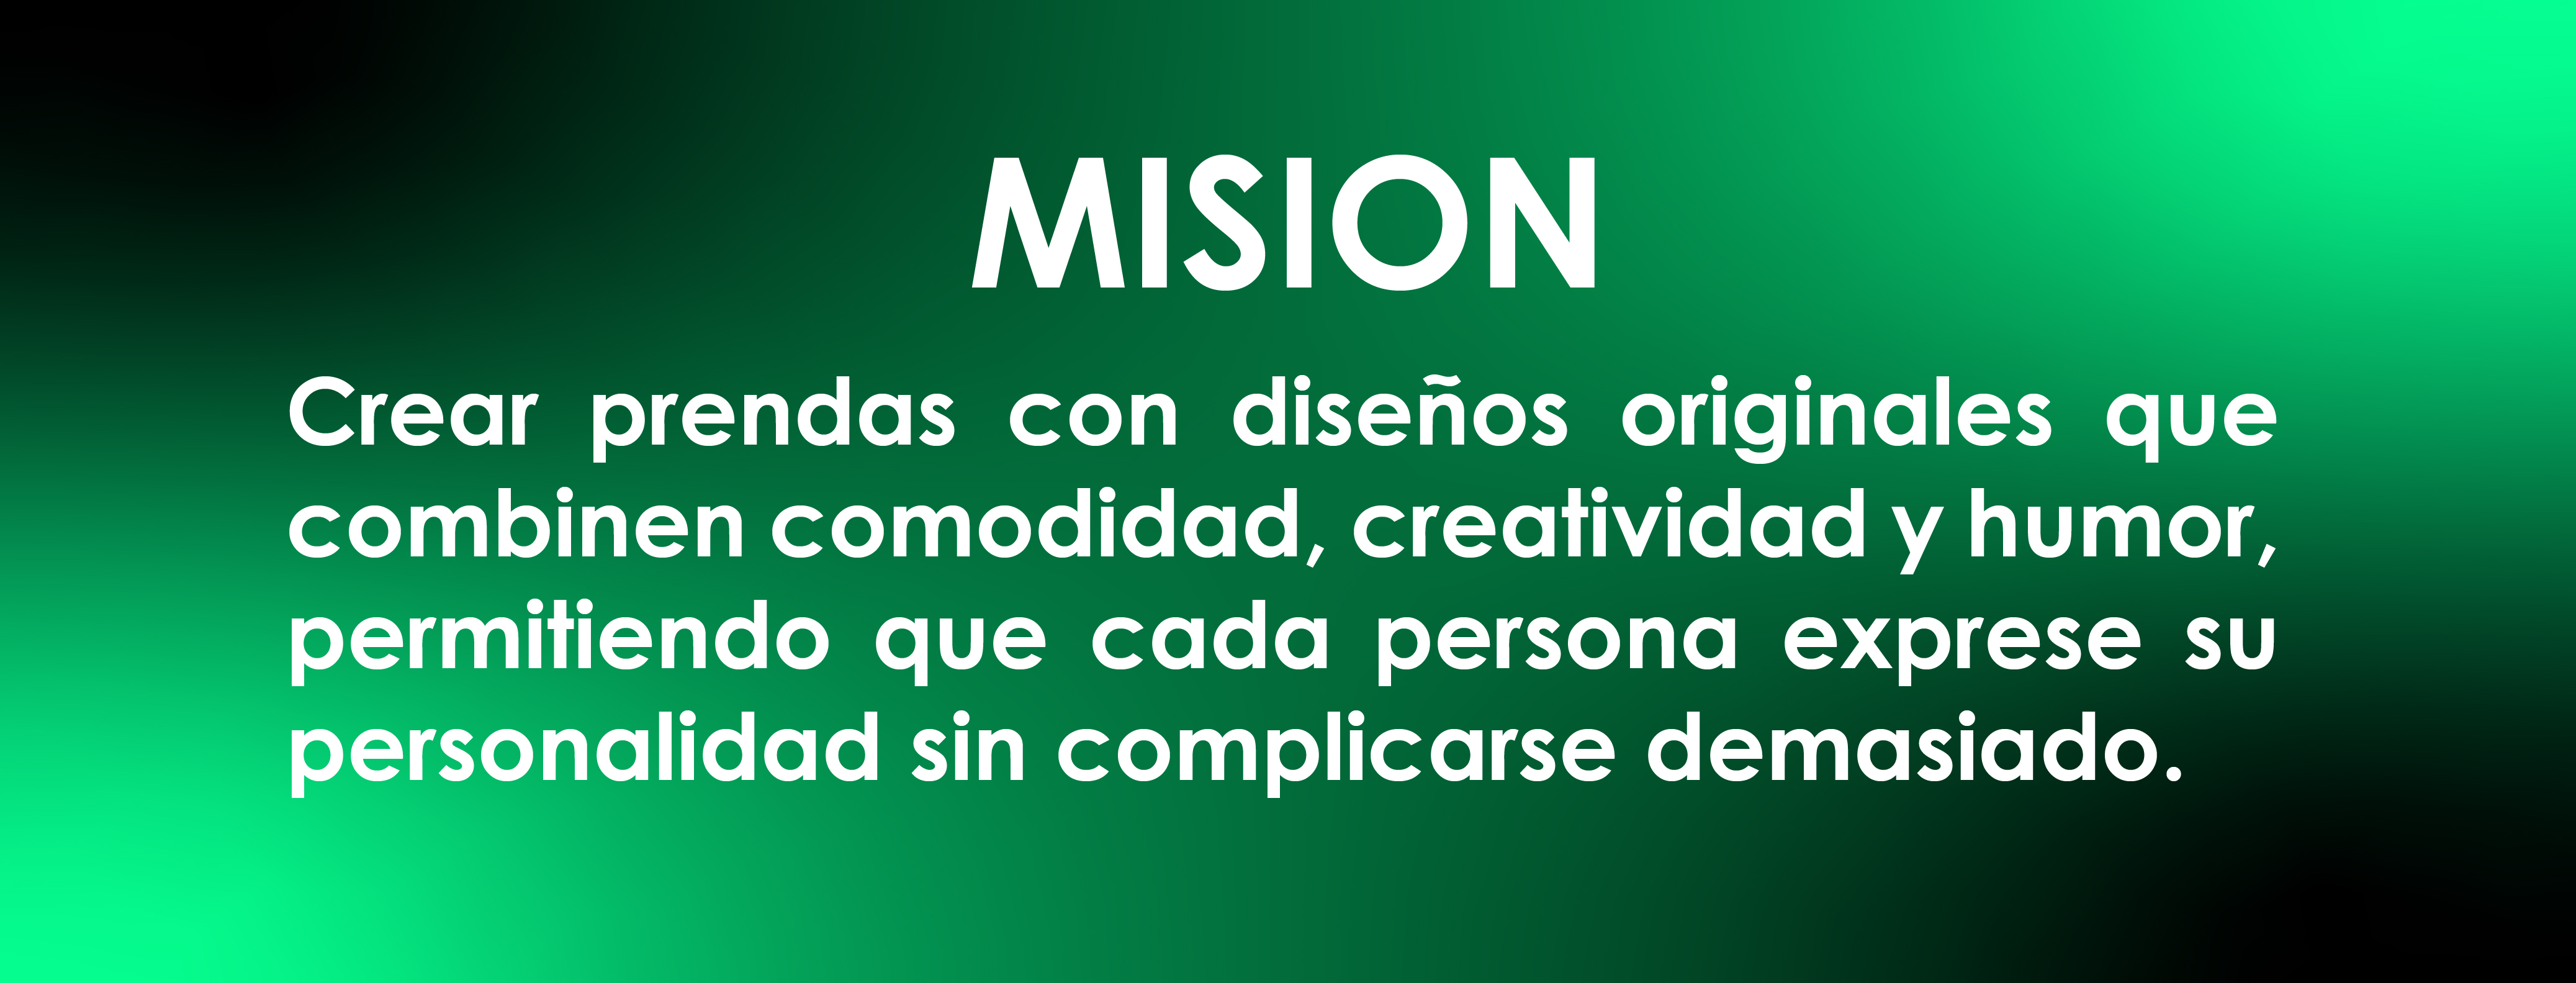 MISION
Crear prendas con diseños originales que
combinen comodidad, creatividad y humor,
permitiendo que cada persona exprese su
personalidad sin complicarse demasiado.